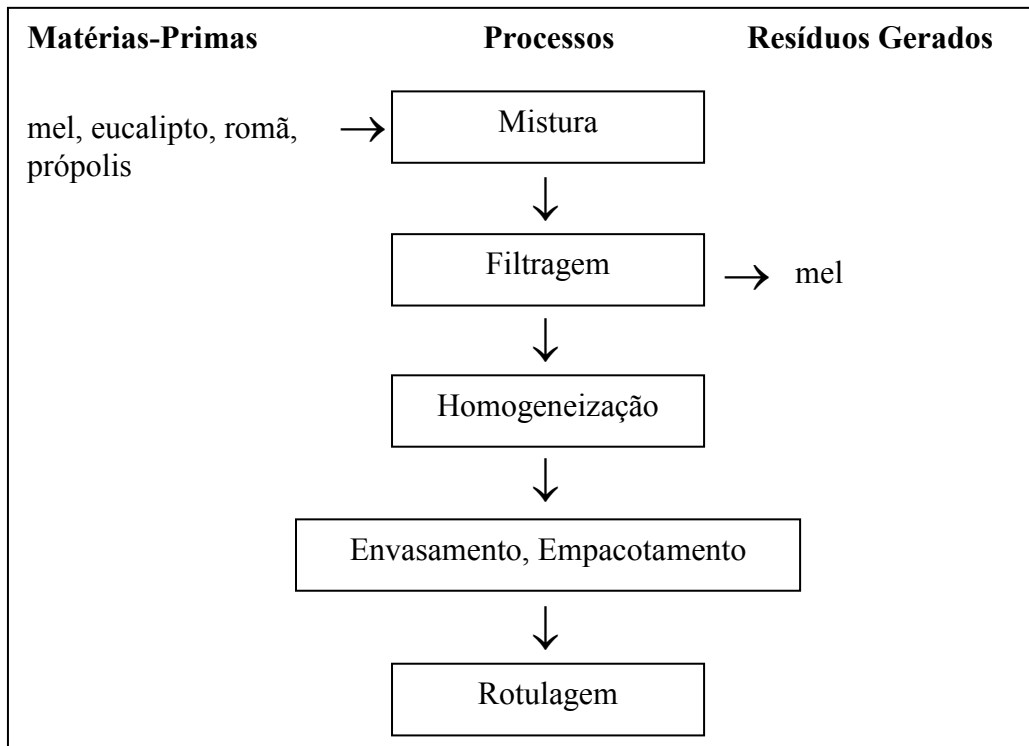 Matérias-Primas Processos Resíduos Gerados
mel, eucalipto, romã,
própolis
Mistura
Filtragem
mel
Homogeneização
Envasamento, Empacotamento
Rotulagem